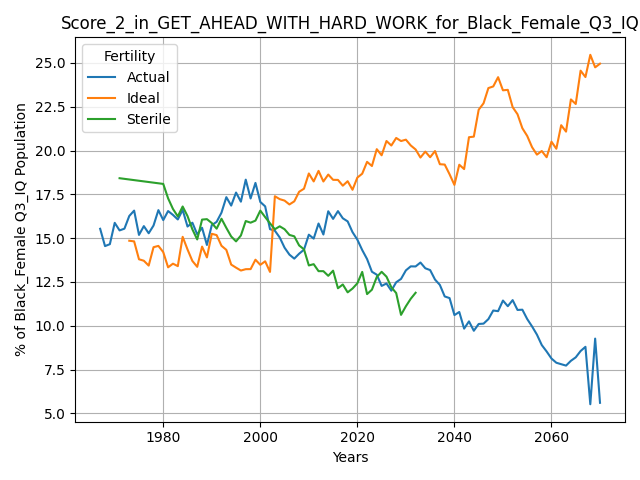 Score_2_in_GET_AHEAD_WITH_HARD_WORK_for_Black_Female_Q3_IQ
Fertility
Actual
Ideal
Sterile
% of Black_Female Q3_IQ Population
25.0
22.5
20.0
17.5
15.0
12.5
10.0
7.5
5.0
1980
2000
2020
2040
2060
Years